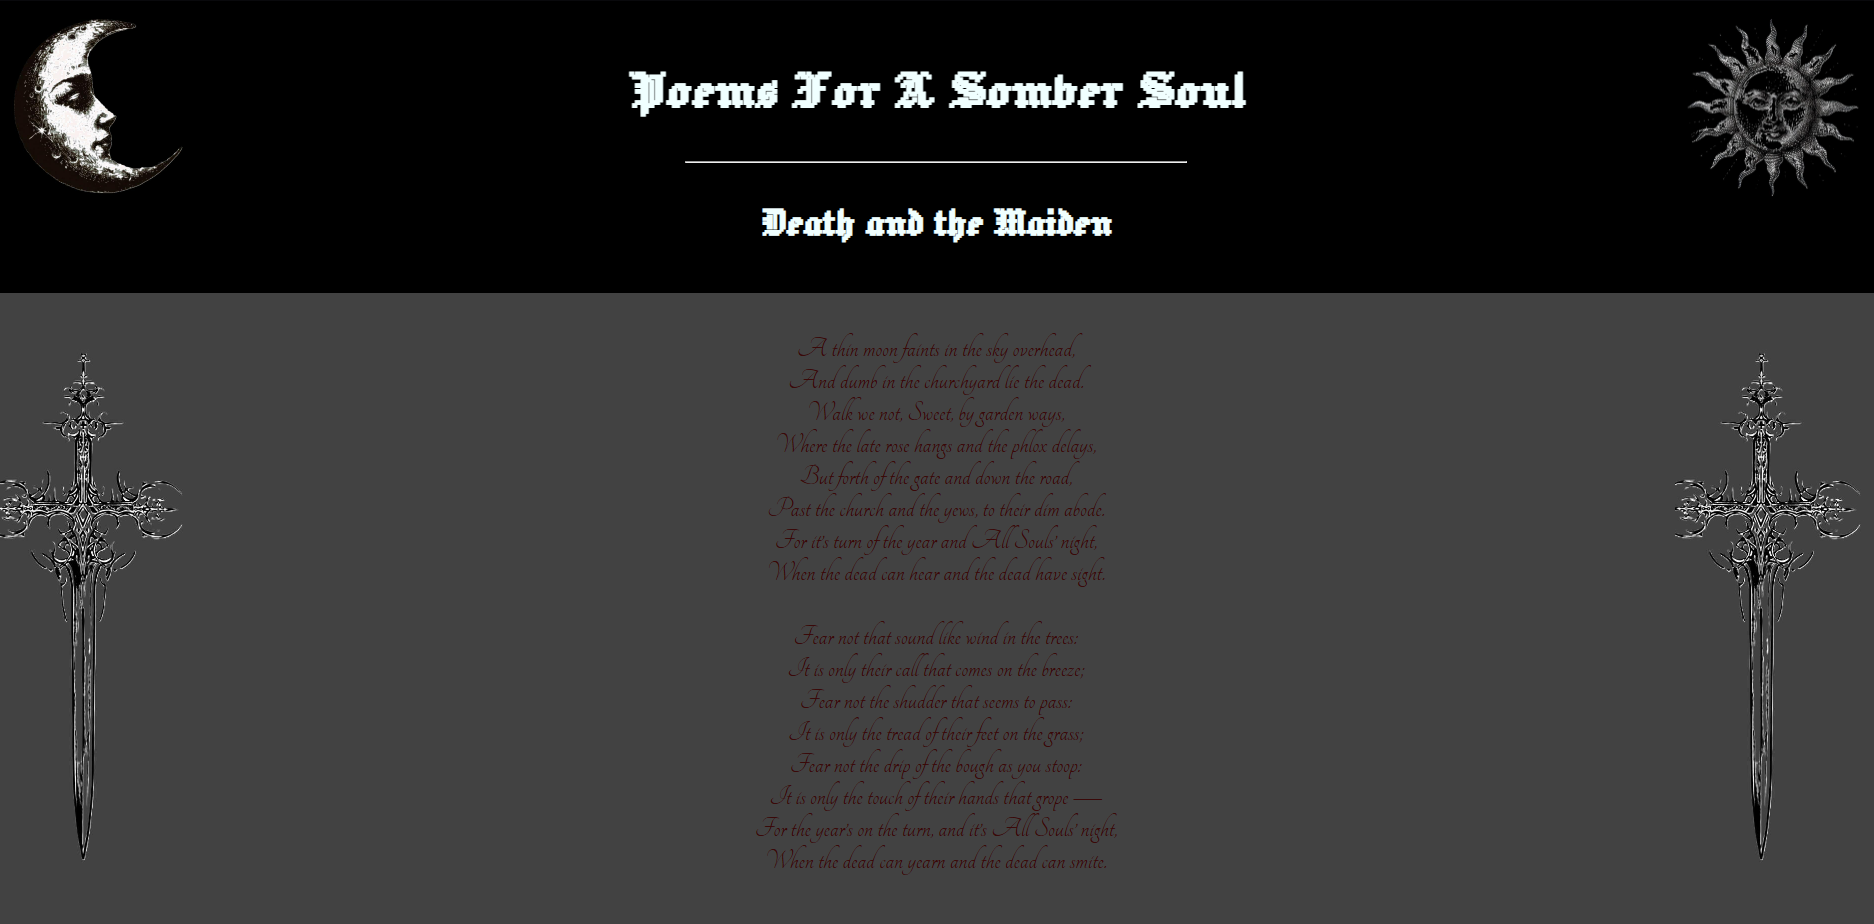 Poems For A Somber Soul
Death and the Maiden
A thin moon faints in the sky overhead,
And dumb in the churchyard lie the dead.
Walk we not, Sweet, by garden ways,
Where the late rose hangs and the phlox delays,
But forth of the gate and down the road,
Past the church and the yews, to their dim abode.
For it's turn of the year and All Souls' night,
When the dead can hear and the dead have sight.
Fear not that sound like wind in the trees:
It is only their call that comes on the breeze;
Fear not the shudder that seems to pass:
It is only the tread of their feet on the grass;
Fear not the drip of the bough as you stoop:
It is only the touch of their hands that grope —
For the year's on the turn, and it's All Souls' night,
When the dead can yearn and the dead can smite.